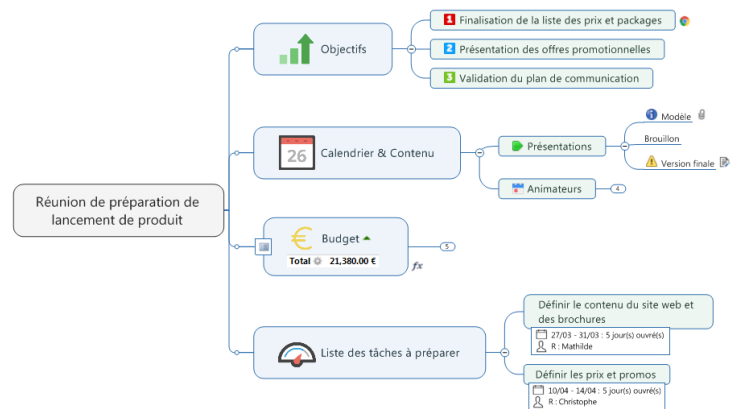 Réunion de préparation de
lancement de produit
Objectifs
1 Finalisation de la liste des prix et packages
2 Présentation des offres promotionnelles
3 Validation du plan de communication
26
Calendrier & Contenu
Présentations
Modèle
Brouillon
Version finale
Animateurs
4
€
Budget
Total 21,380.00 €
5
fx
Liste des tâches à préparer
Définir le contenu du site web et
des brochures
27/03 - 31/03 : 5 jour(s) ouvré(s)
R : Mathilde
Définir les prix et promos
10/04 - 14/04 : 5 jour(s) ouvré(s)
R : Christophe